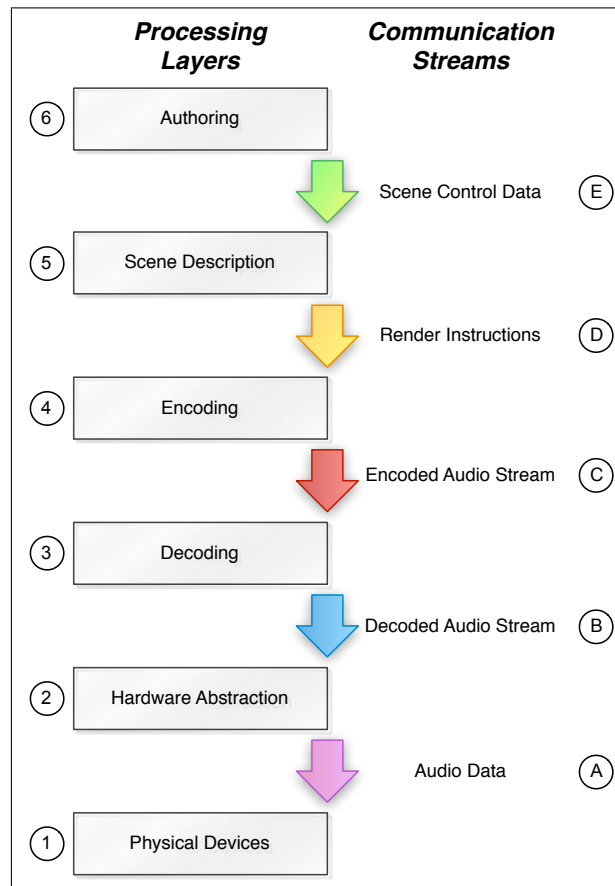 Processing Layers
Communication Streams
6
Authoring
Scene Control Data
E
5
Scene Description
Render Instructions
D
4
Encoding
Encoded Audio Stream
C
3
Decoding
Decoded Audio Stream
B
2
Hardware Abstraction
Audio Data
A
1
Physical Devices